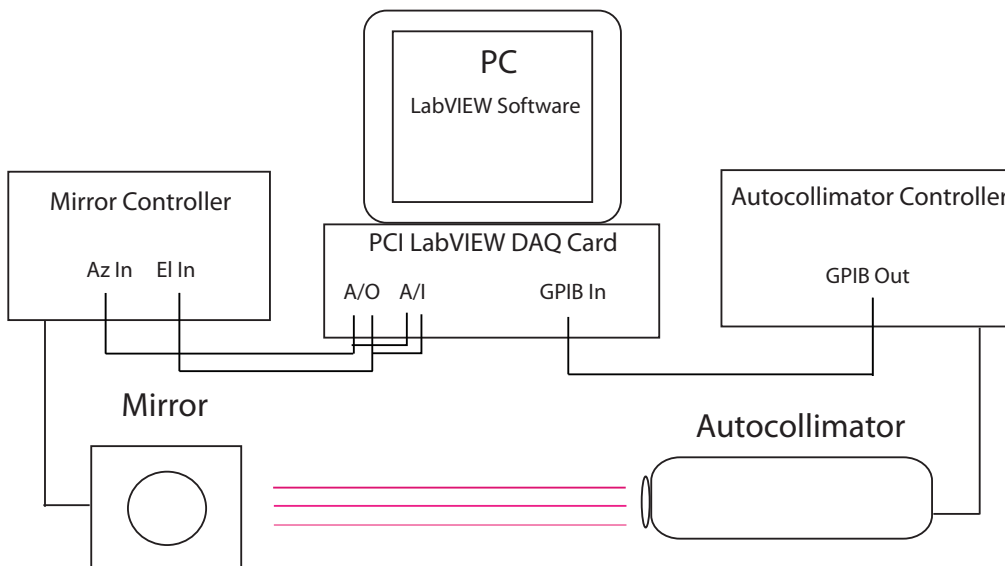 PC
LabVIEW Software
Mirror Controller
Az In El In
PCI LabVIEW DAQ Card
A/O A/I GPIB In
Autocollimator Controller
GPIB Out
Mirror
Autocollimator